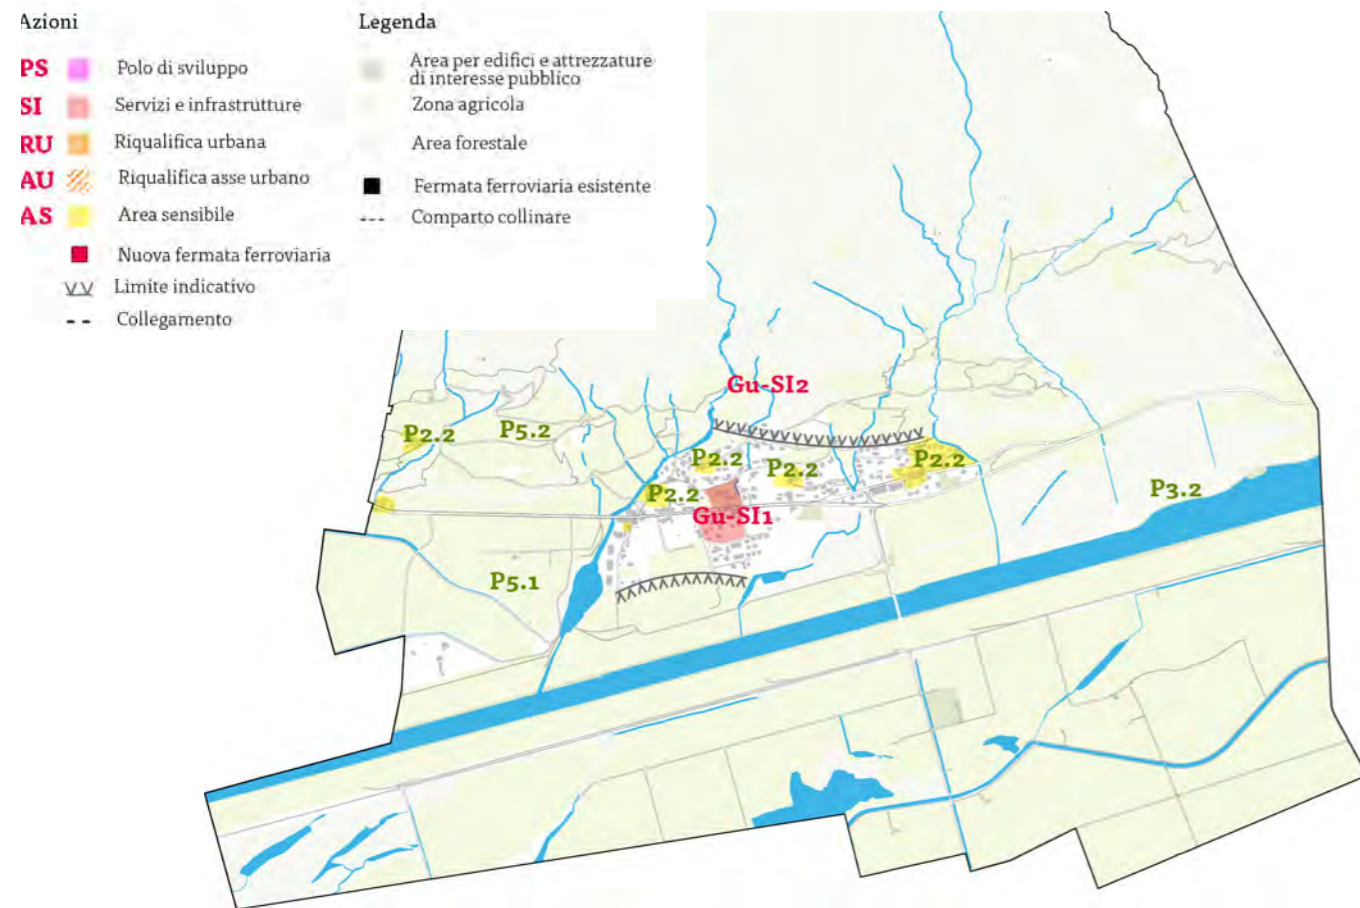 Azioni
PS Polo di sviluppo
SI Servizi e infrastrutture
RU Riqualifica urbana
AU Riqualifica asse urbano
AS Area sensibile
Nuova fermata ferroviaria
Limite indicativo
Collegamento
Legenda
Area per edifici e attrezzature
di interesse pubblico
Zona agricola
Area forestale
Fermata ferroviaria esistente
Comparto collinare
Gu-SI2
P2.2
P5.2
P2.2
P2.2
P2.2
P2.2
P3.2
Gu-SI1
P5.1